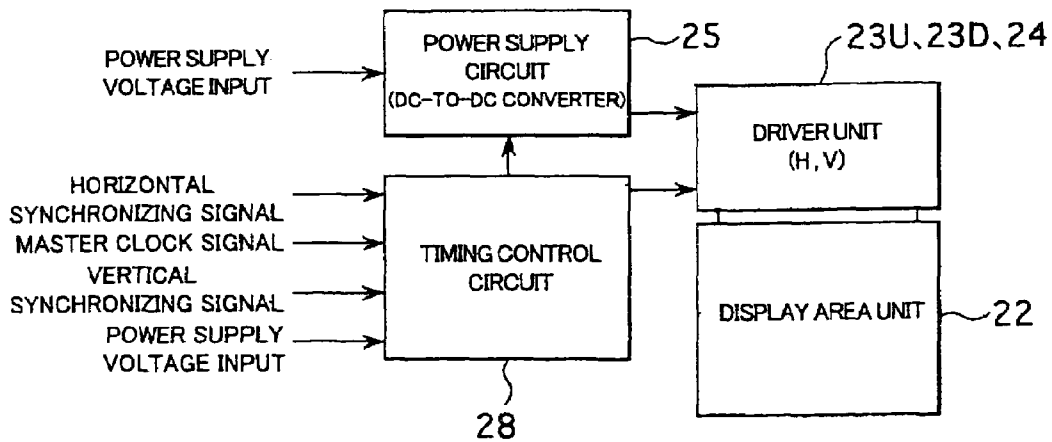 POWER SUPPLY
VOLTAGE INPUT
POWER SUPPLY
CIRCUIT
(DC-TO-DC CONVERTER)
25
23U、23D、24
DRIVER UNIT
(H, V)
HORIZONTAL
SYNCHRONIZING SIGNAL
MASTER CLOCK SIGNAL
VERTICAL
SYNCHRONIZING SIGNAL
POWER SUPPLY
VOLTAGE INPUT
TIMING CONTROL
CIRCUIT
28
DISPLAY AREA UNIT
22